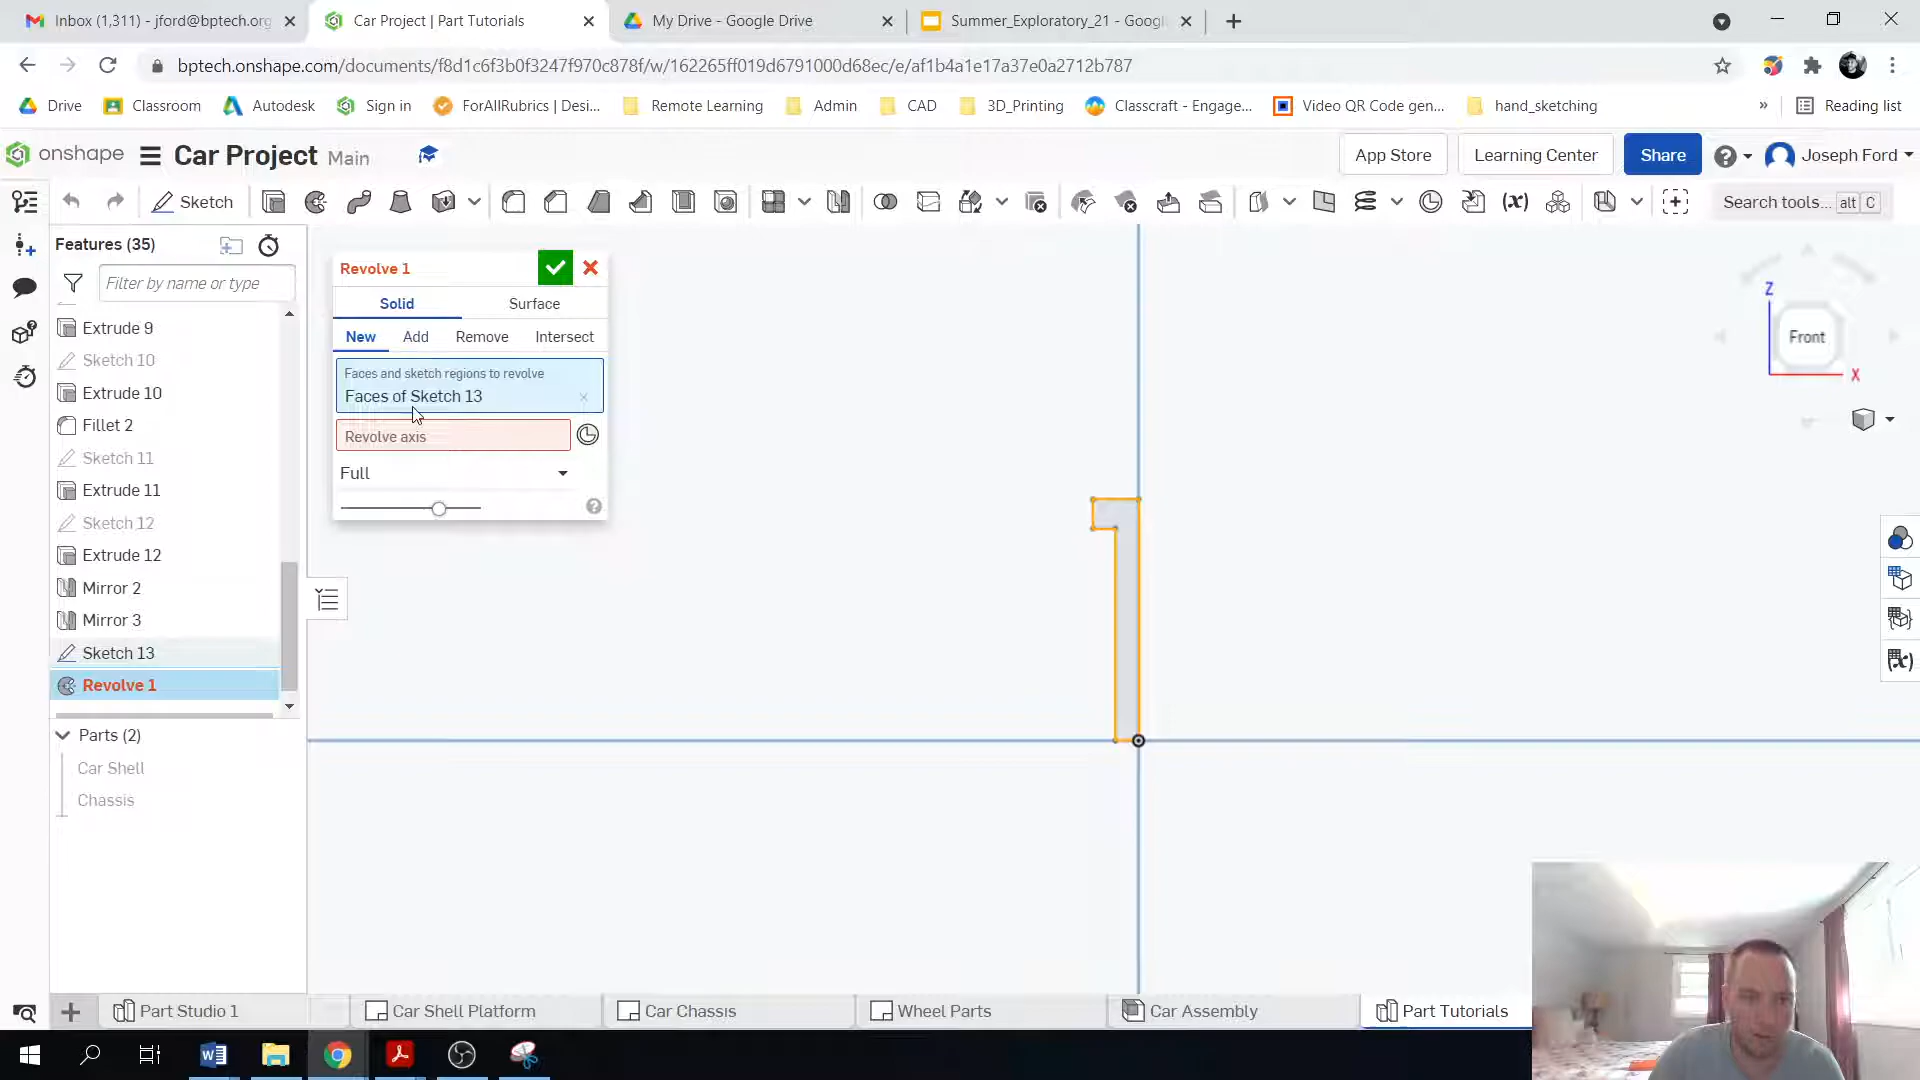 Inbox (1,311) - jford@bptech.org
Car Project | Part Tutorials
My Drive - Google Drive
Summer_Exploratory_21 - Googl
bptech.onshape.com/documents/f8d1c6f3b0f3247f970c878f/w/162265ff019d6791000d68ec/e/af1b4a1e17a37e0a2712b787
Drive
Classroom
Autodesk
Sign in
ForAllRubrics | Desi...
Remote Learning
Admin
CAD
3D_Printing
Classcraft - Engage...
Video QR Code gen...
hand_sketching
»
Reading list
onshape
Car Project Main
App Store
Learning Center
Share
Joseph Ford
Sketch
Search tools... alt C
Features (35)
Filter by name or type
Extrude 9
Sketch 10
Extrude 10
Fillet 2
Sketch 11
Extrude 11
Sketch 12
Extrude 12
Mirror 2
Mirror 3
Sketch 13
Revolve 1
Parts (2)
Car Shell
Chassis
Revolve 1
Solid
Surface
New
Add
Remove
Intersect
Faces and sketch regions to revolve
Faces of Sketch 13
Revolve axis
Full
Z
Front
X
Part Studio 1
Car Shell Platform
Car Chassis
Wheel Parts
Car Assembly
Part Tutorials